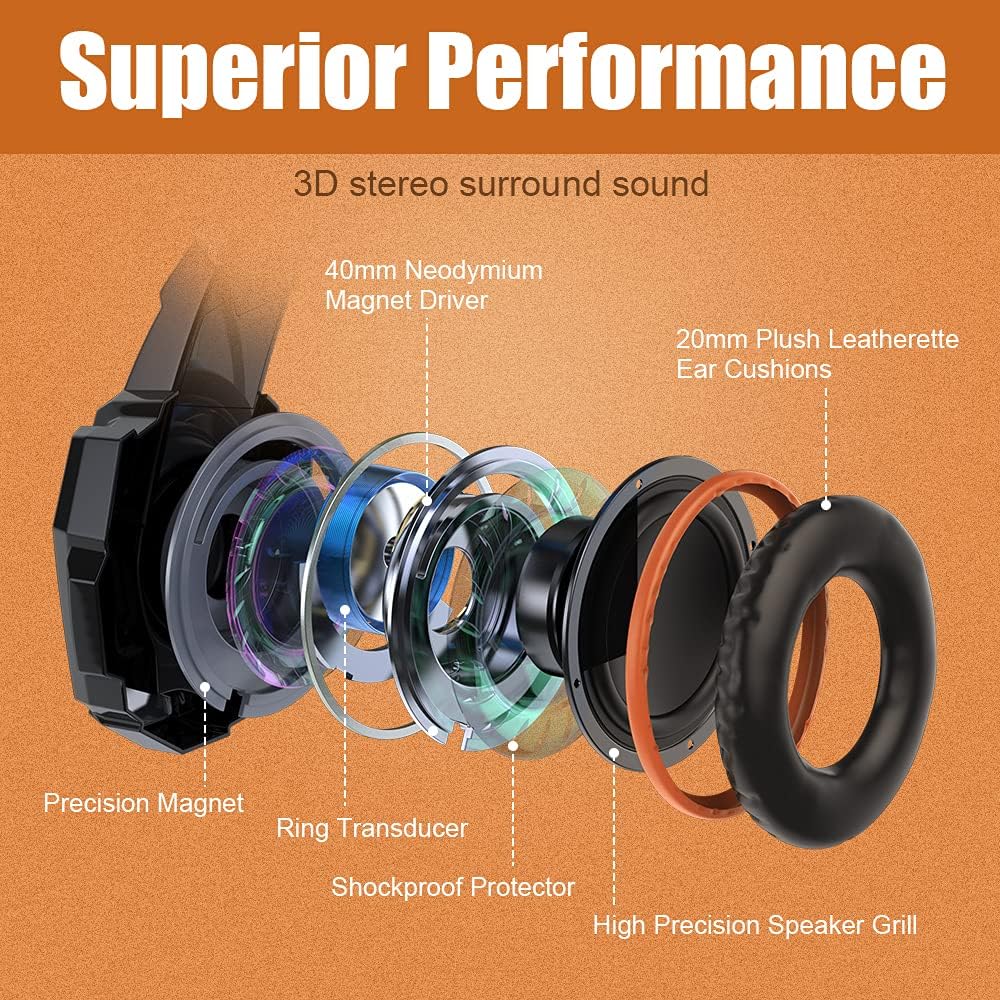 Superior Performance
3D stereo surround sound
40mm Neodymium
Magnet Driver
20mm Plush Leatherette
Ear Cushions
Precision Magnet
Ring Transducer
Shockproof Protector
High Precision Speaker Grill